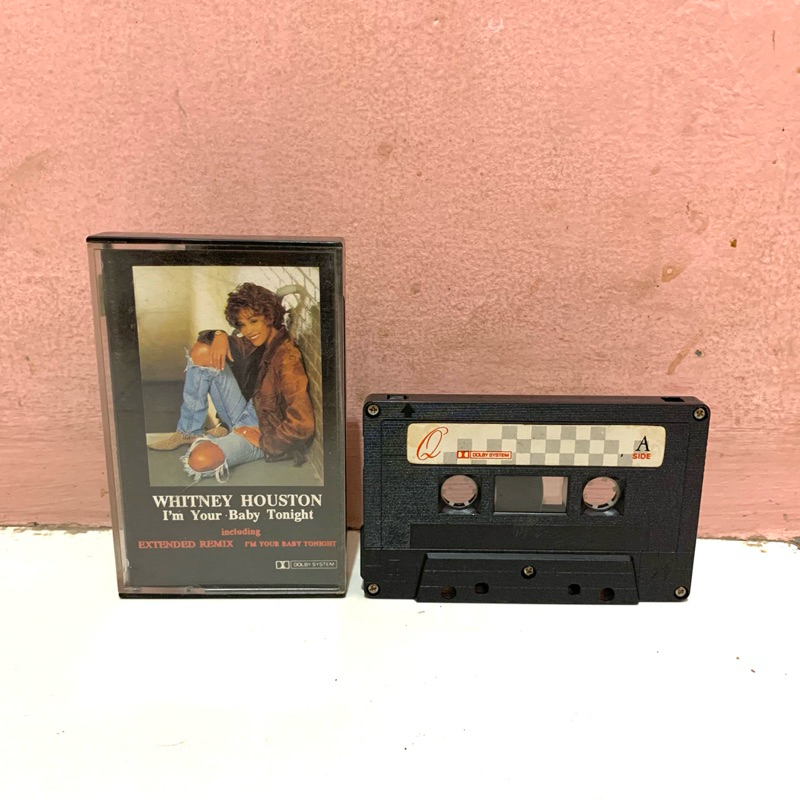 WHITNEY HOUSTON
I'm Your Baby Tonight
including
EXTENDED REMIX I'M YOUR BABY TONIGHT
DOLBY SYSTEM
Q
DOLBY SYSTEM
A
SIDE